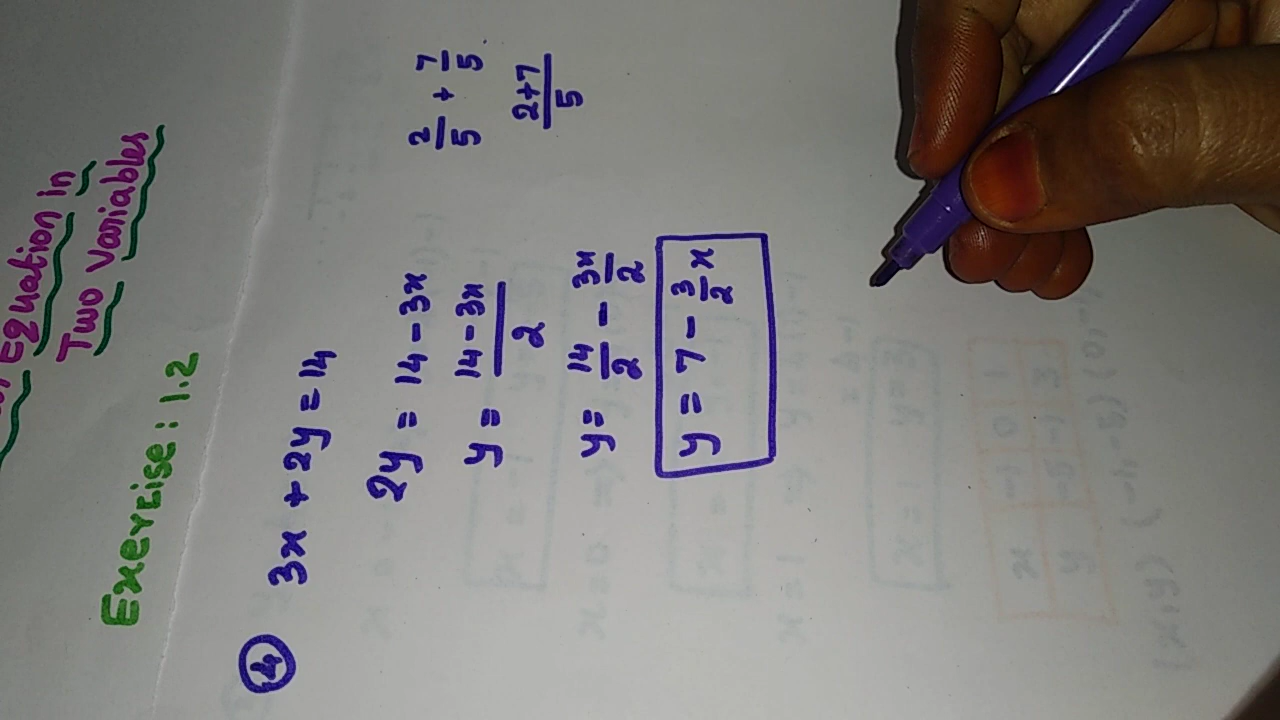 Equation in
Two Variables
Exercise: 1.2
4 3x + 2y = 14
2y = 14 - 3x
y = 14 - 3x / 2
y = 14/2 - 3x/2
y = 7 - 3/2 x
2/5 + 7/5
2+7/5